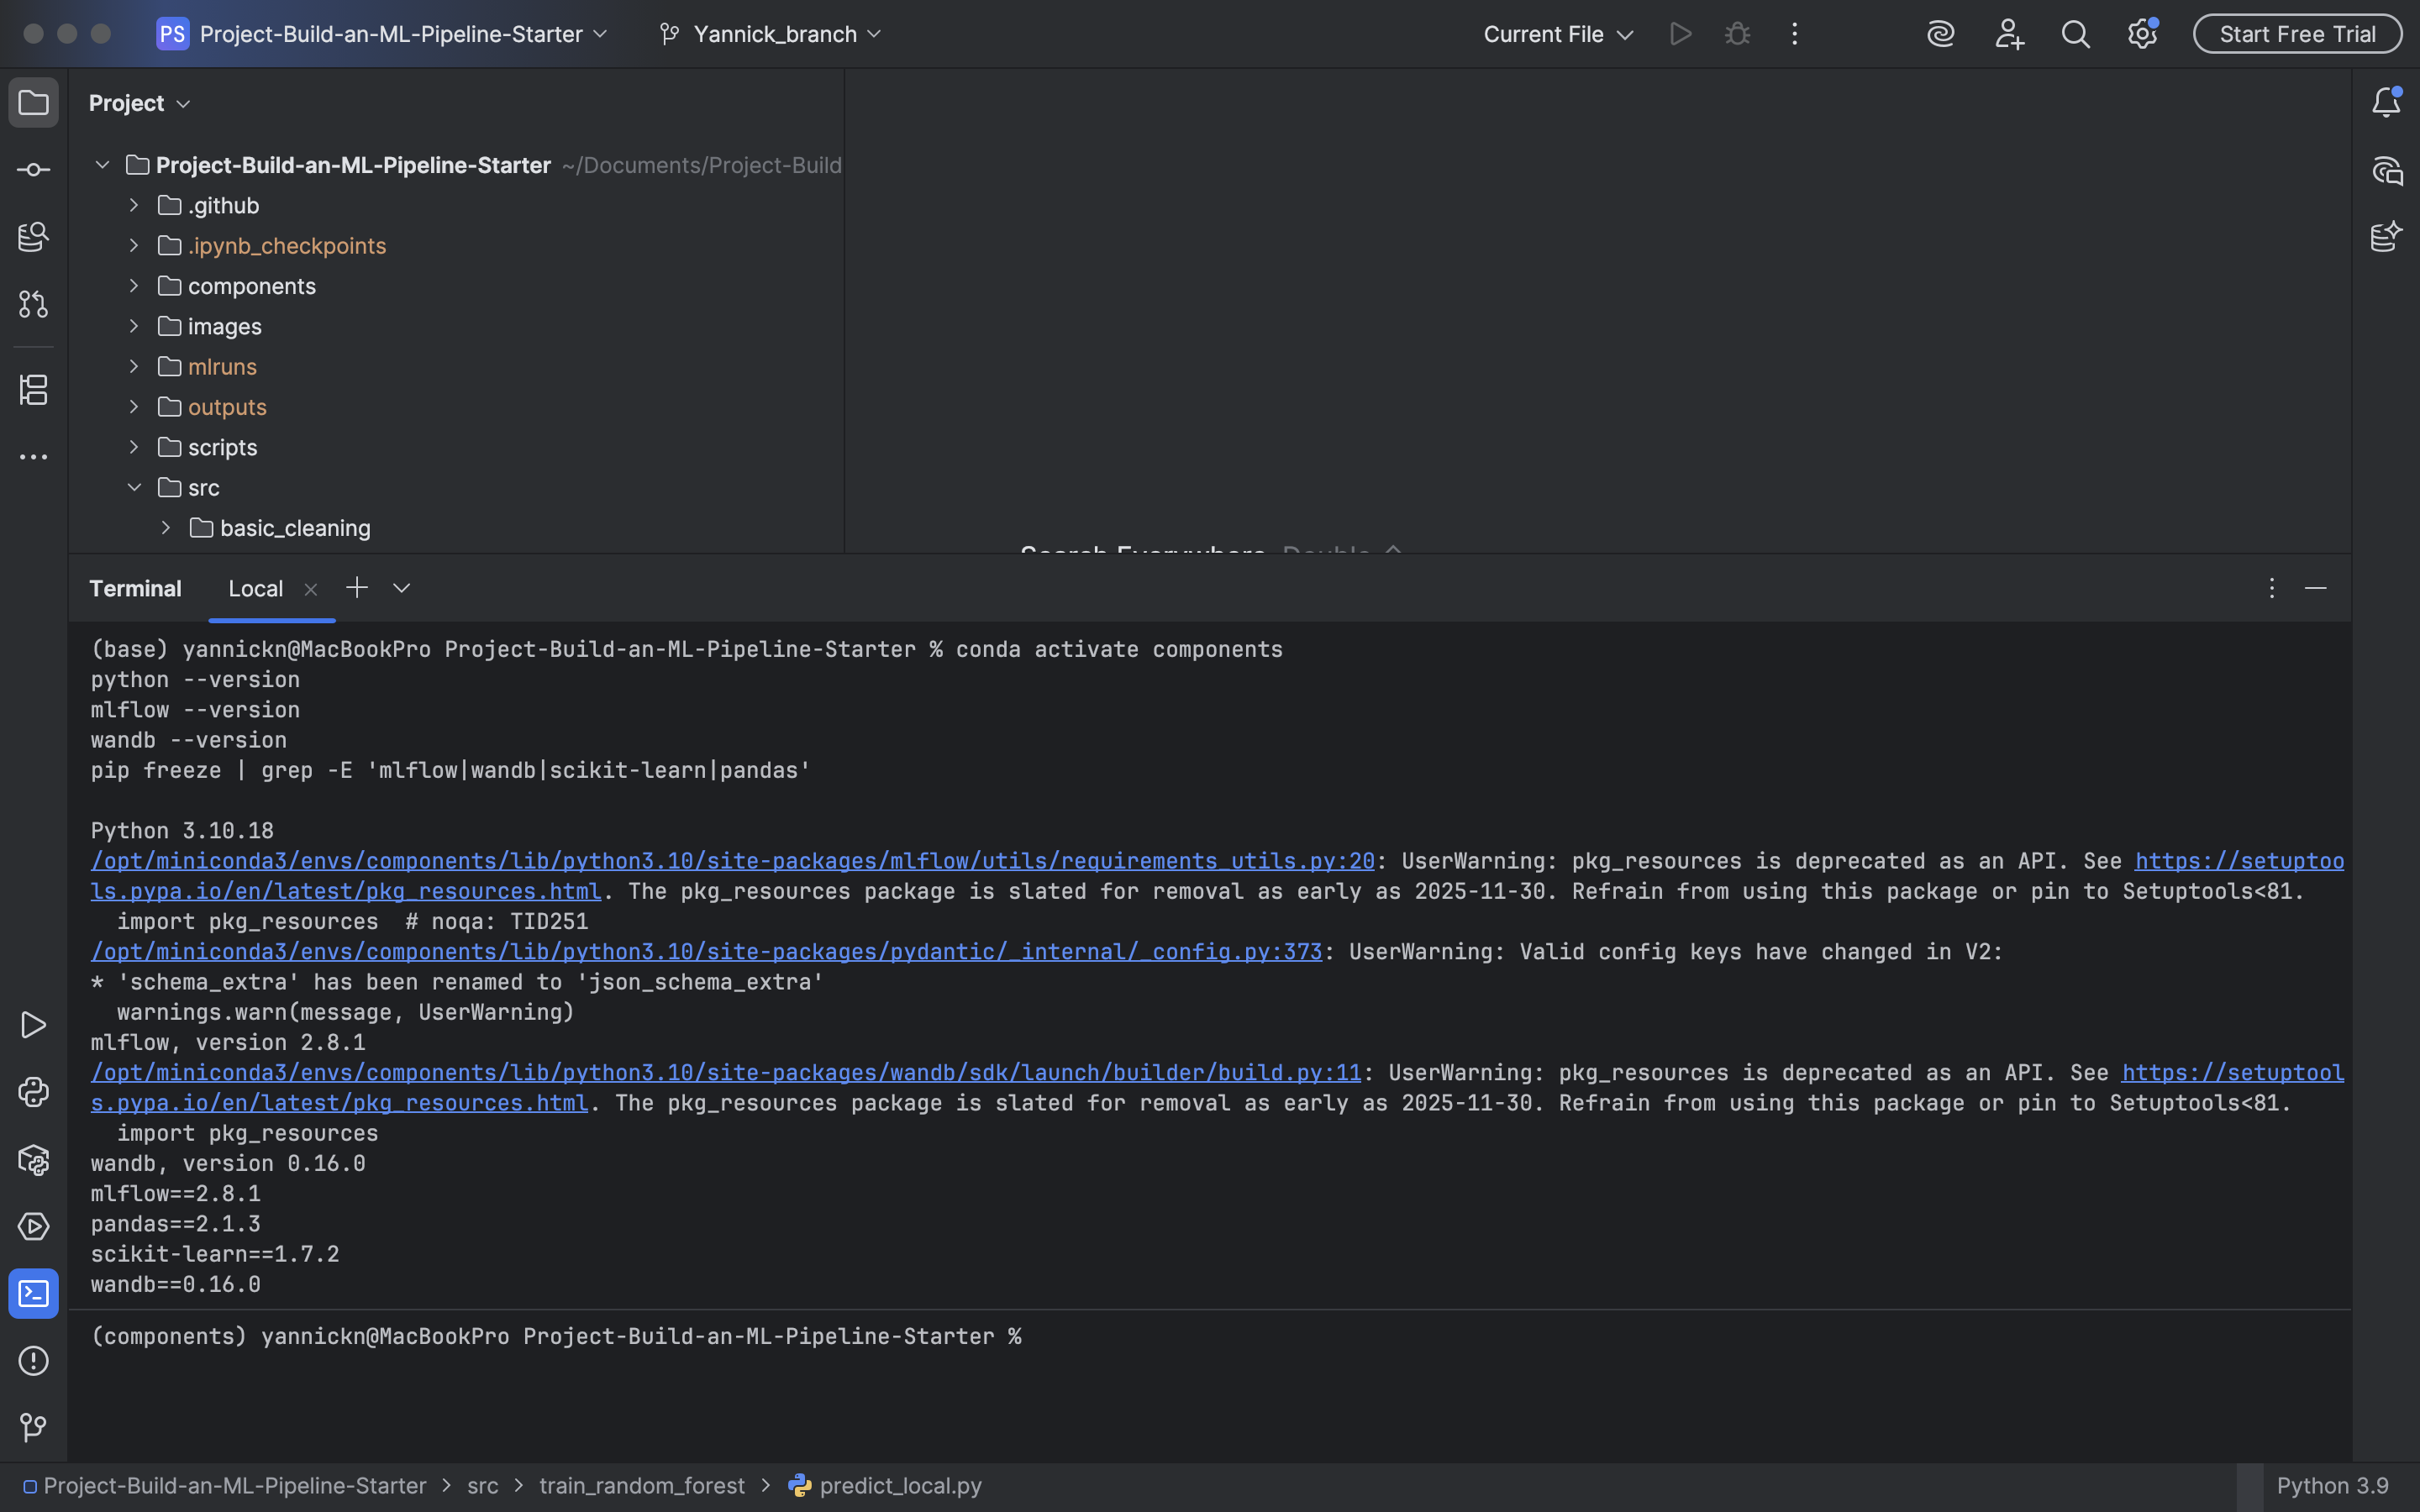 PS Project-Build-an-ML-Pipeline-Starter Yannick_branch Current File Start Free Trial
Project
Project-Build-an-ML-Pipeline-Starter ~/Documents/Project-Build
.github
.ipynb_checkpoints
components
images
mlruns
outputs
scripts
src
basic_cleaning
Search Everywhere Double
Terminal Local
(base) yannickn@MacBookPro Project-Build-an-ML-Pipeline-Starter % conda activate components
python --version
mlflow --version
wandb --version
pip freeze | grep -E 'mlflow|wandb|scikit-learn|pandas'
Python 3.10.18
/opt/miniconda3/envs/components/lib/python3.10/site-packages/mlflow/utils/requirements_utils.py:20: UserWarning: pkg_resources is deprecated as an API. See https://setuptoo
ls.pypa.io/en/latest/pkg_resources.html. The pkg_resources package is slated for removal as early as 2025-11-30. Refrain from using this package or pin to Setuptools<81.
  import pkg_resources  # noqa: TID251
/opt/miniconda3/envs/components/lib/python3.10/site-packages/pydantic/_internal/_config.py:373: UserWarning: Valid config keys have changed in V2:
* 'schema_extra' has been renamed to 'json_schema_extra'
  warnings.warn(message, UserWarning)
mlflow, version 2.8.1
/opt/miniconda3/envs/components/lib/python3.10/site-packages/wandb/sdk/launch/builder/build.py:11: UserWarning: pkg_resources is deprecated as an API. See https://setuptool
s.pypa.io/en/latest/pkg_resources.html. The pkg_resources package is slated for removal as early as 2025-11-30. Refrain from using this package or pin to Setuptools<81.
  import pkg_resources
wandb, version 0.16.0
mlflow==2.8.1
pandas==2.1.3
scikit-learn==1.7.2
wandb==0.16.0
(components) yannickn@MacBookPro Project-Build-an-ML-Pipeline-Starter %
Project-Build-an-ML-Pipeline-Starter > src > train_random_forest > predict_local.py Python 3.9